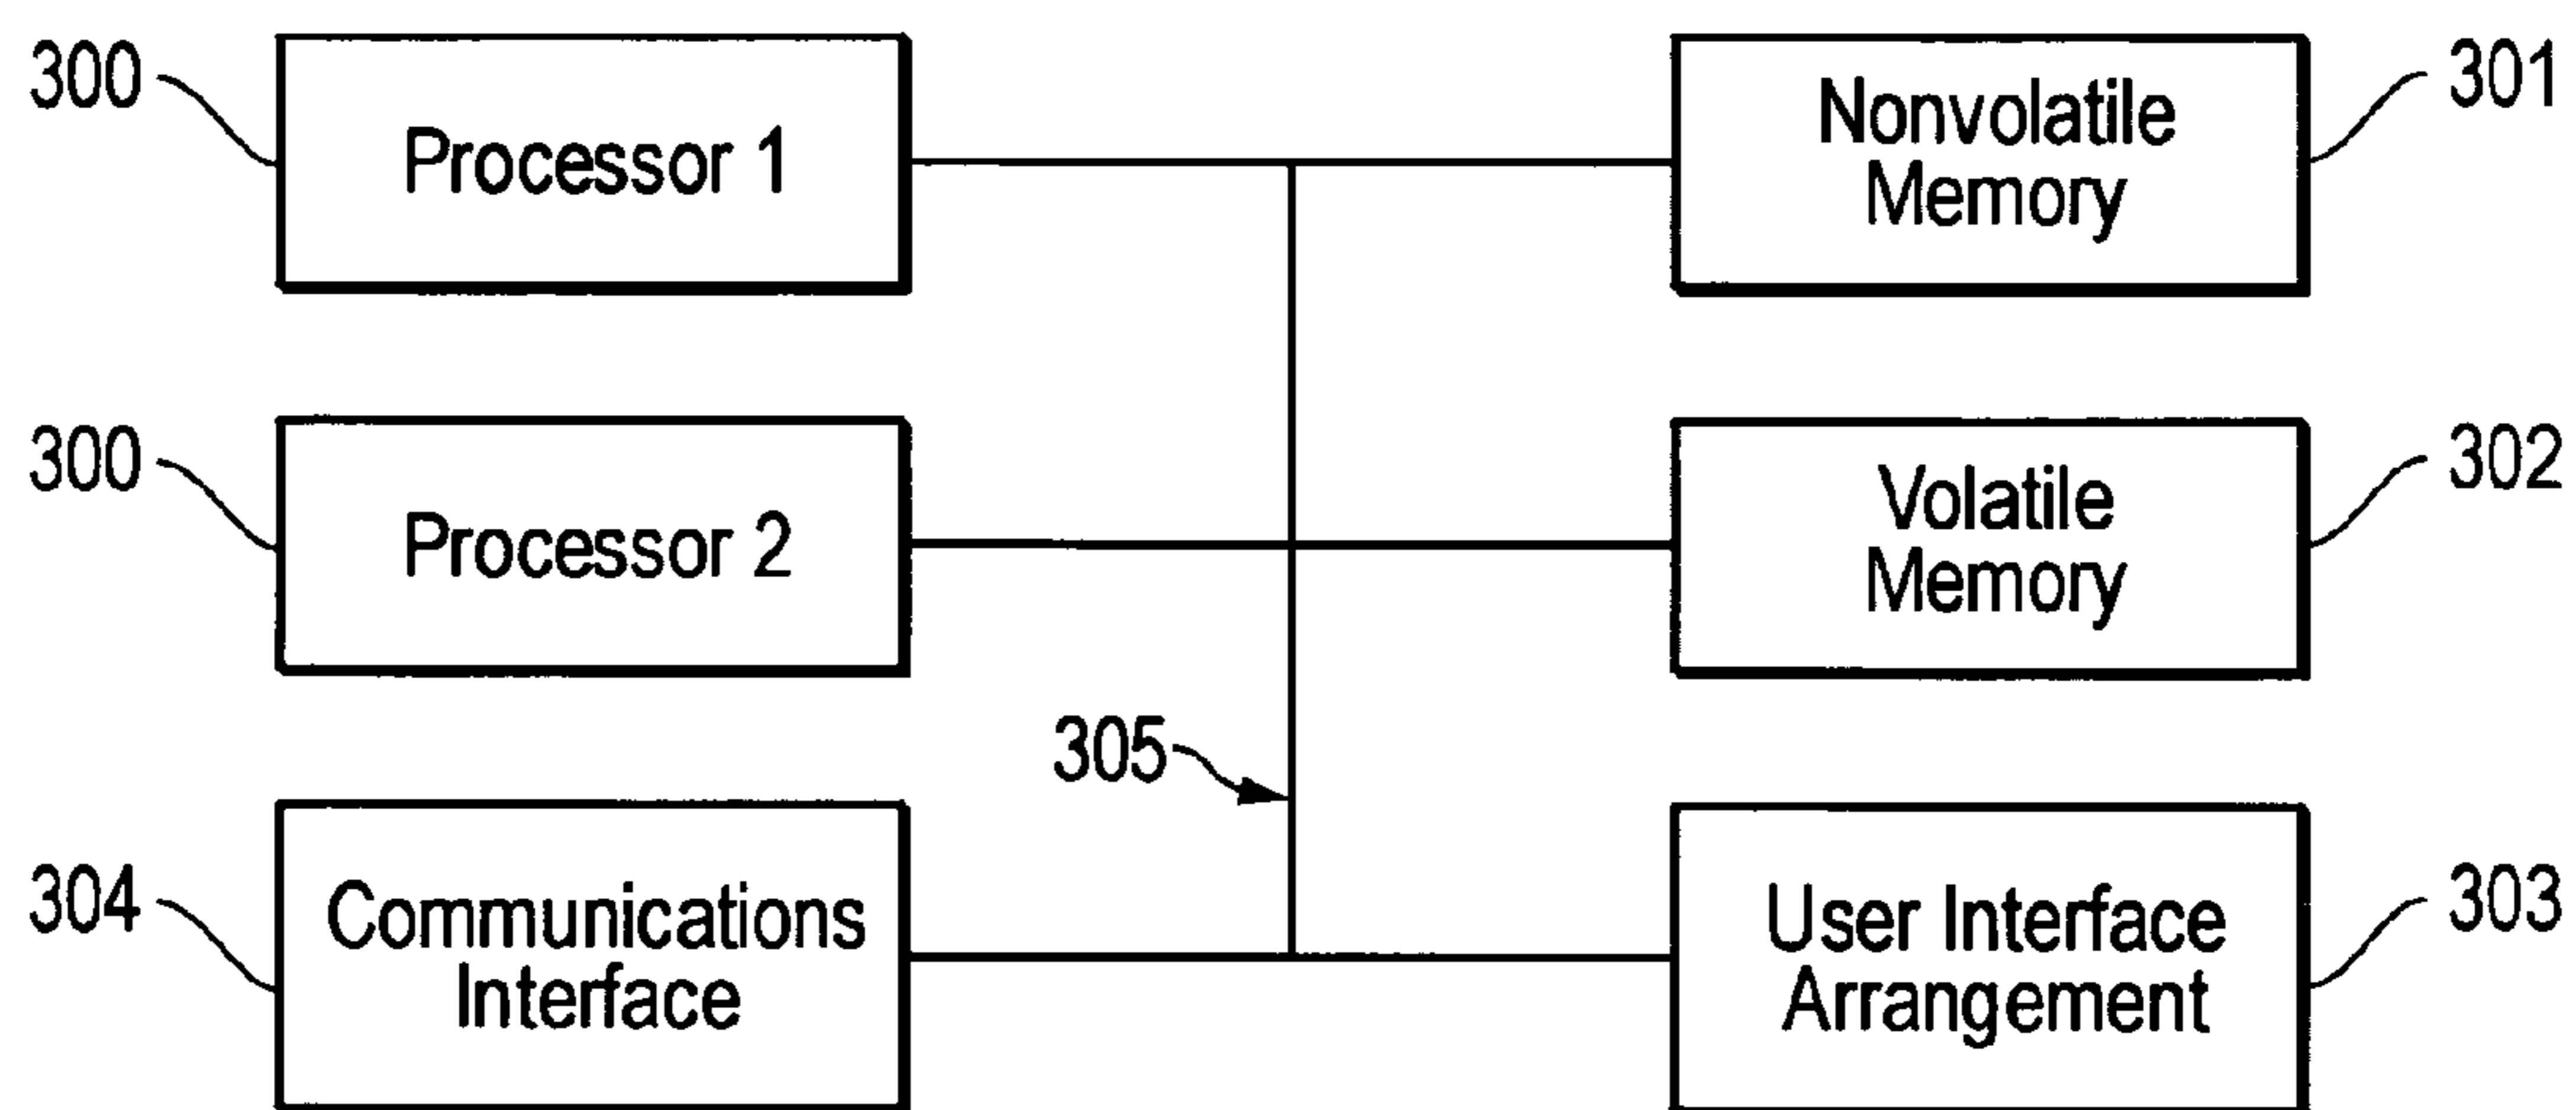 300
Processor 1
Nonvolatile
Memory
301
300
Processor 2
Volatile
Memory
302
305
304
Communications
Interface
User Interface
Arrangement
303